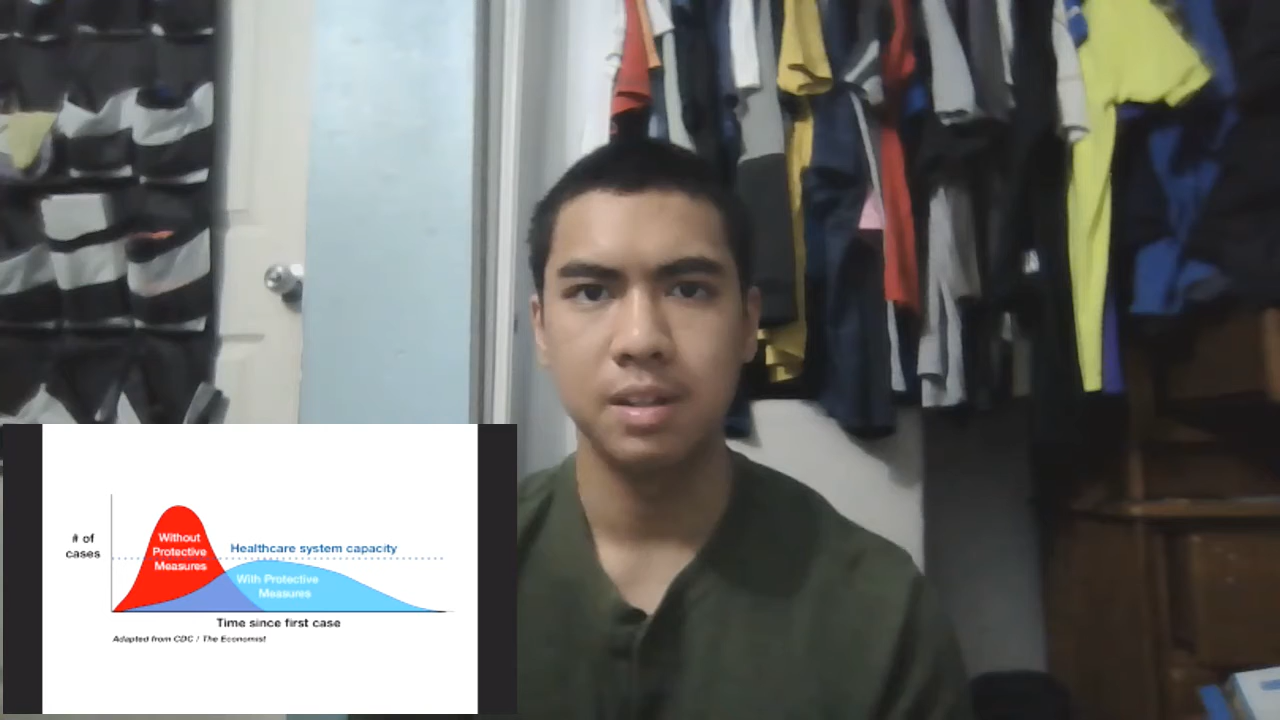 # of
cases
Without
Protective
Measures
Healthcare system capacity
With Protective
Measures
Time since first case
Adapted from CDC / The Economist